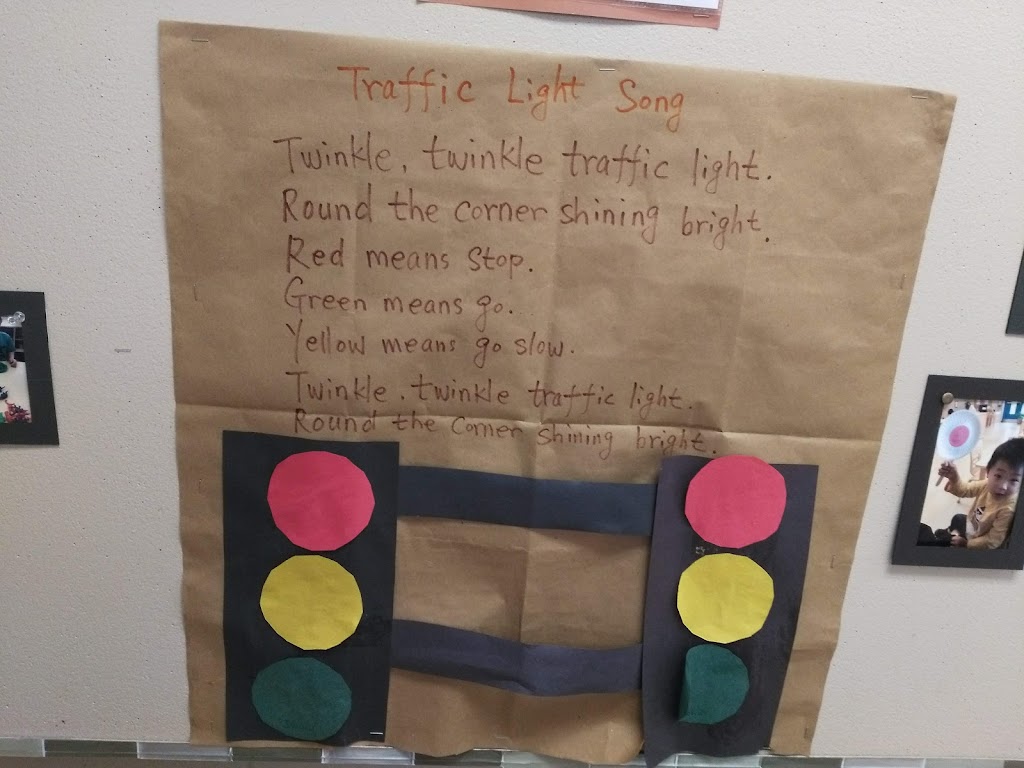 Traffic Light Song
Twinkle, twinkle traffic light.
Round the corner shining bright.
Red means stop.
Green means go.
Yellow means go slow.
Twinkle, twinkle traffic light.
Round the corner shining bright.